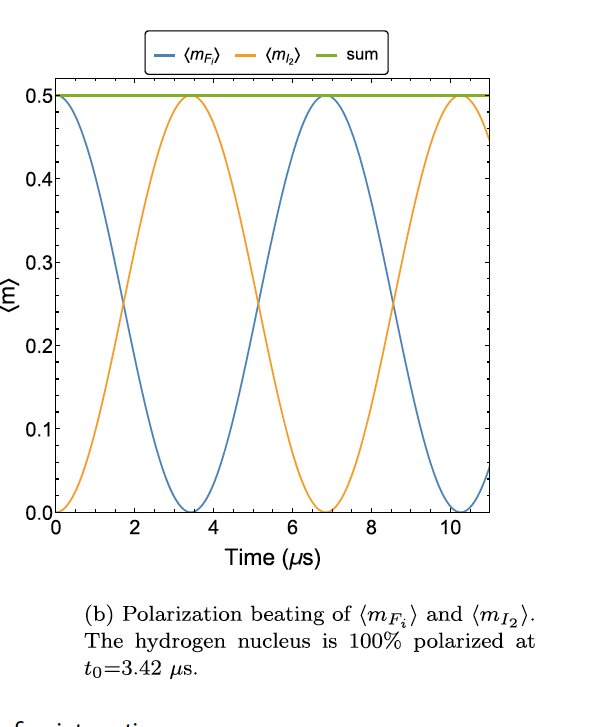 ⟨m_{F_i}⟩ ⟨m_{I_2}⟩ sum
0.5
0.4
0.3
⟨m⟩
0.2
0.1
0.0
0 2 4 6 8 10
Time (μs)
(b) Polarization beating of ⟨m_{F_i}⟩ and ⟨m_{I_2}⟩.
The hydrogen nucleus is 100% polarized at
t_0=3.42 μs.